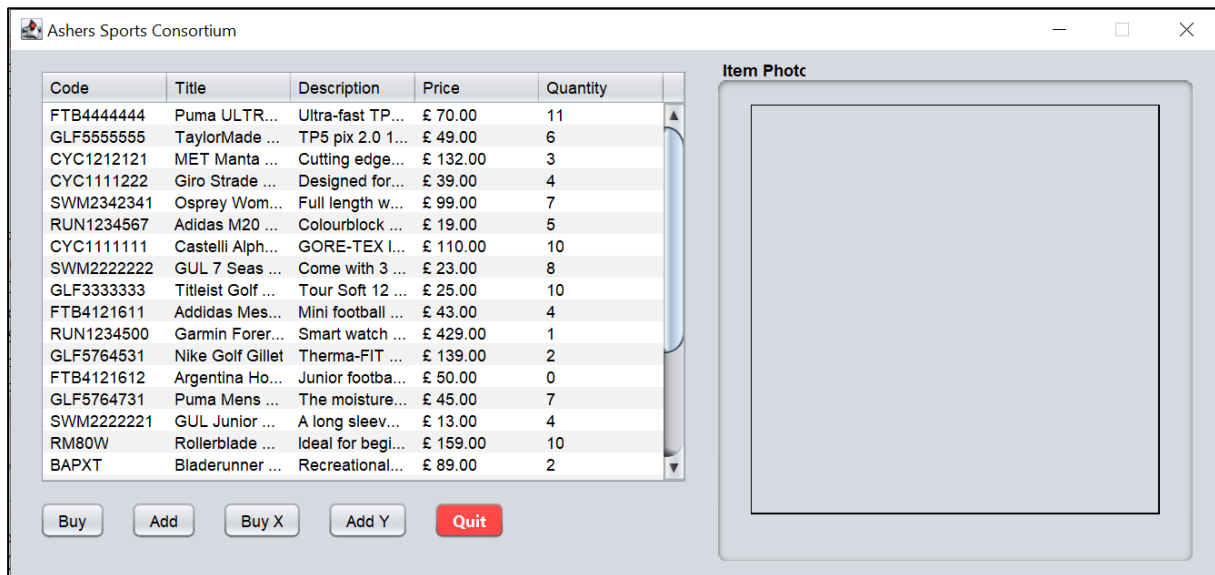 Ashers Sports Consortium
Code Title Description Price Quantity
FTB4444444 Puma ULTR... Ultra-fast TP... £ 70.00 11
GLF5555555 TaylorMade ... TP5 pix 2.0 1... £ 49.00 6
CYC1212121 MET Manta ... Cutting edge... £ 132.00 3
CYC1111222 Giro Strade ... Designed for... £ 39.00 4
SWM2342341 Osprey Wom... Full length w... £ 99.00 7
RUN1234567 Adidas M20 ... Colourblock ... £ 19.00 5
CYC1111111 Castelli Alph... GORE-TEX I... £ 110.00 10
SWM2222222 GUL 7 Seas ... Come with 3 ... £ 23.00 8
GLF3333333 Titleist Golf ... Tour Soft 12 ... £ 25.00 10
FTB4121611 Addidas Mes... Mini football ... £ 43.00 4
RUN1234500 Garmin Forer... Smart watch ... £ 429.00 1
GLF5764531 Nike Golf Gillet Therma-FIT ... £ 139.00 2
FTB4121612 Argentina Ho... Junior footba... £ 50.00 0
GLF5764731 Puma Mens ... The moisture... £ 45.00 7
SWM2222221 GUL Junior ... A long sleev... £ 13.00 4
RM80W Rollerblade ... Ideal for begi... £ 159.00 10
BAPXT Bladerunner ... Recreational... £ 89.00 2
Buy Add Buy X Add Y Quit
Item Photo